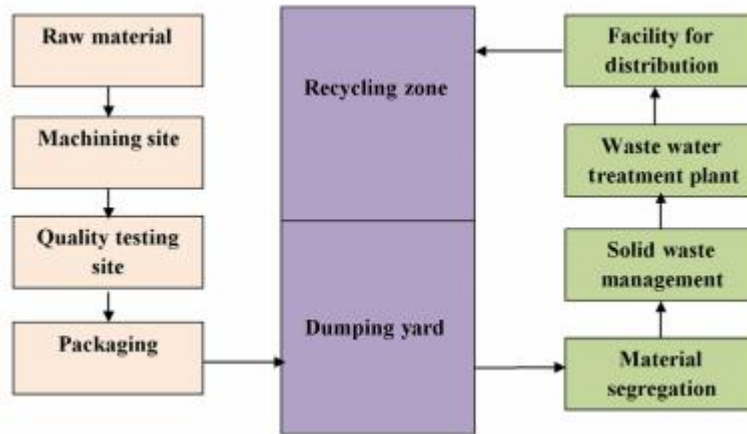 Raw material
Machining site
Quality testing
site
Packaging
Recycling zone
Dumping yard
Facility for
distribution
Waste water
treatment plant
Solid waste
management
Material
segregation